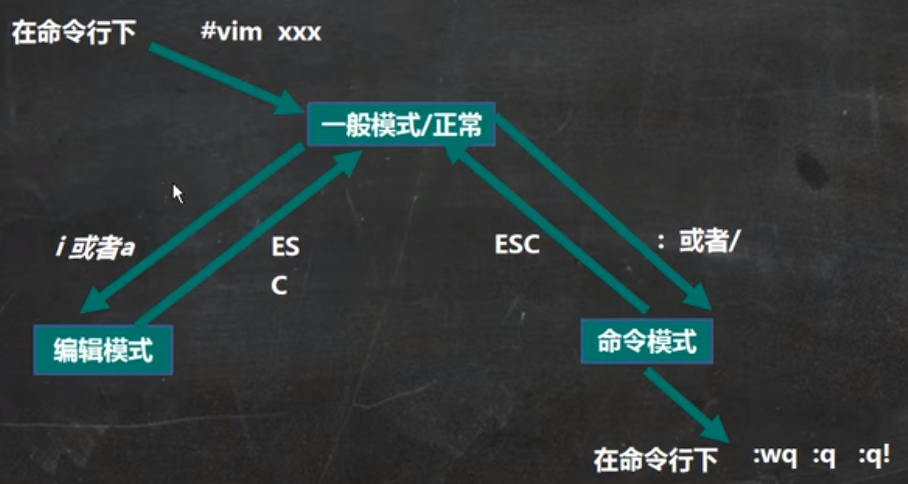 在命令行下 #vim xxx
一般模式/正常
i 或者a
ES
C
ESC
: 或者/
编辑模式
命令模式
在命令行下 :wq :q :q!